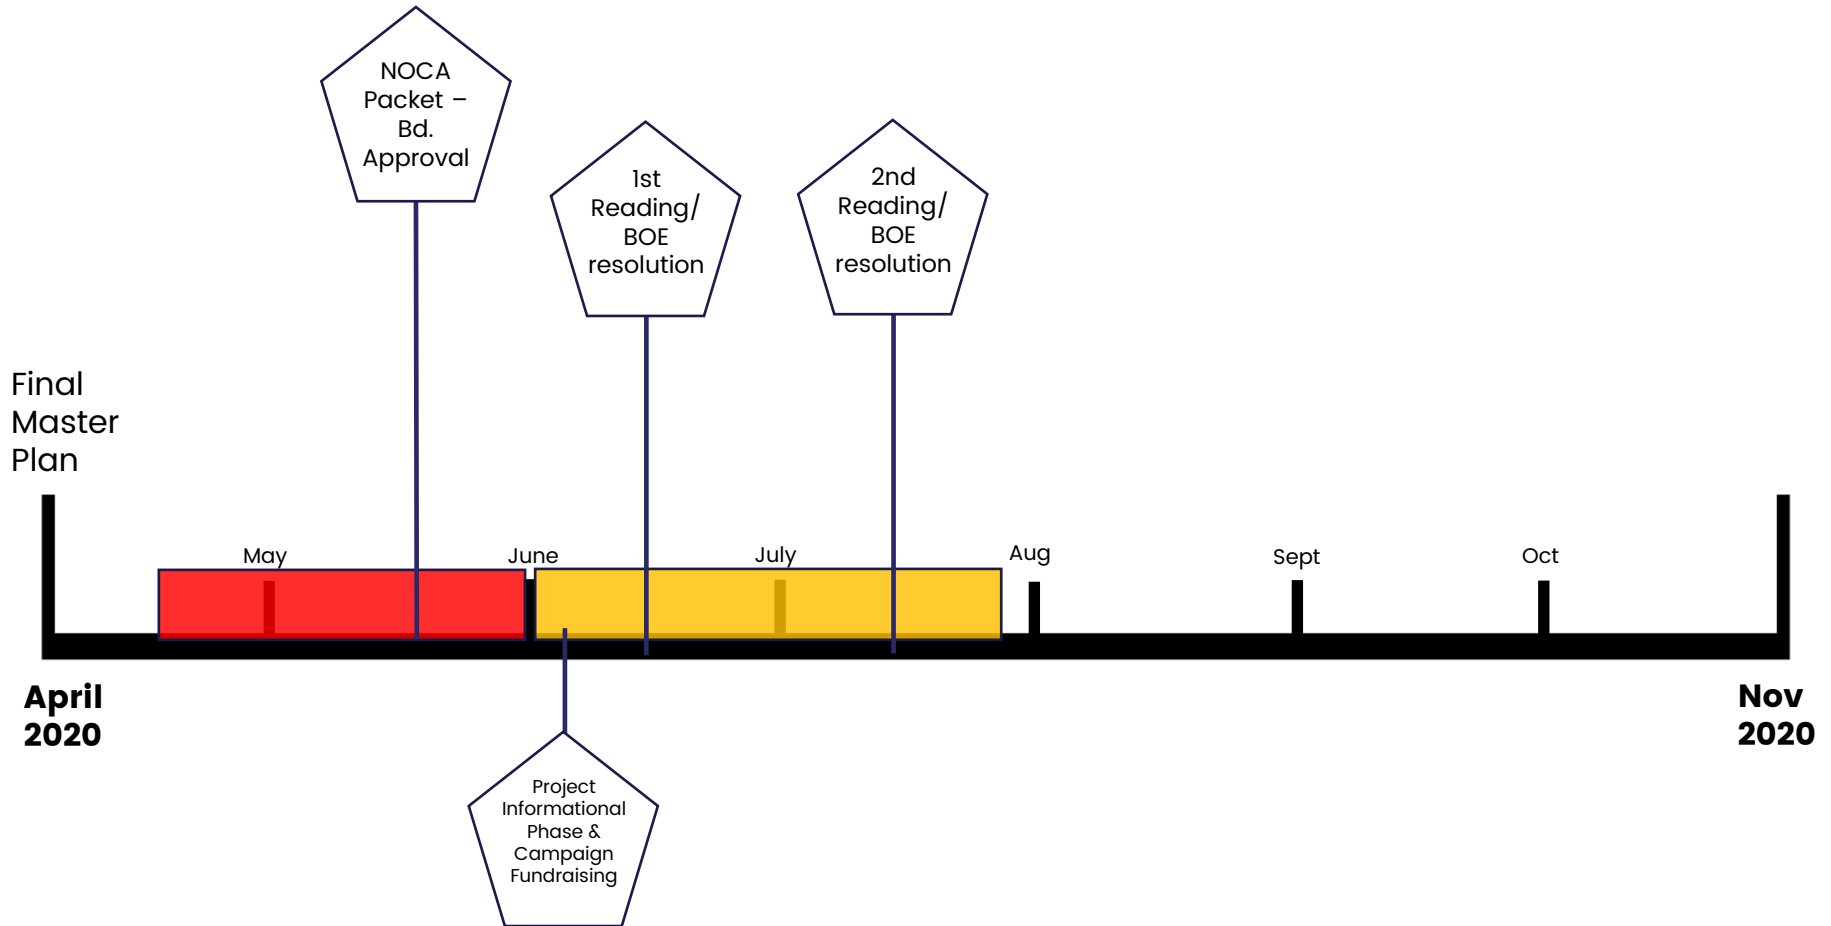 NOCA
Packet –
Bd.
Approval
1st
Reading/
BOE
resolution
2nd
Reading/
BOE
resolution
Final
Master
Plan
May
June
July
Aug
Sept
Oct
April
2020
Nov
2020
Project
Informational
Phase &
Campaign
Fundraising